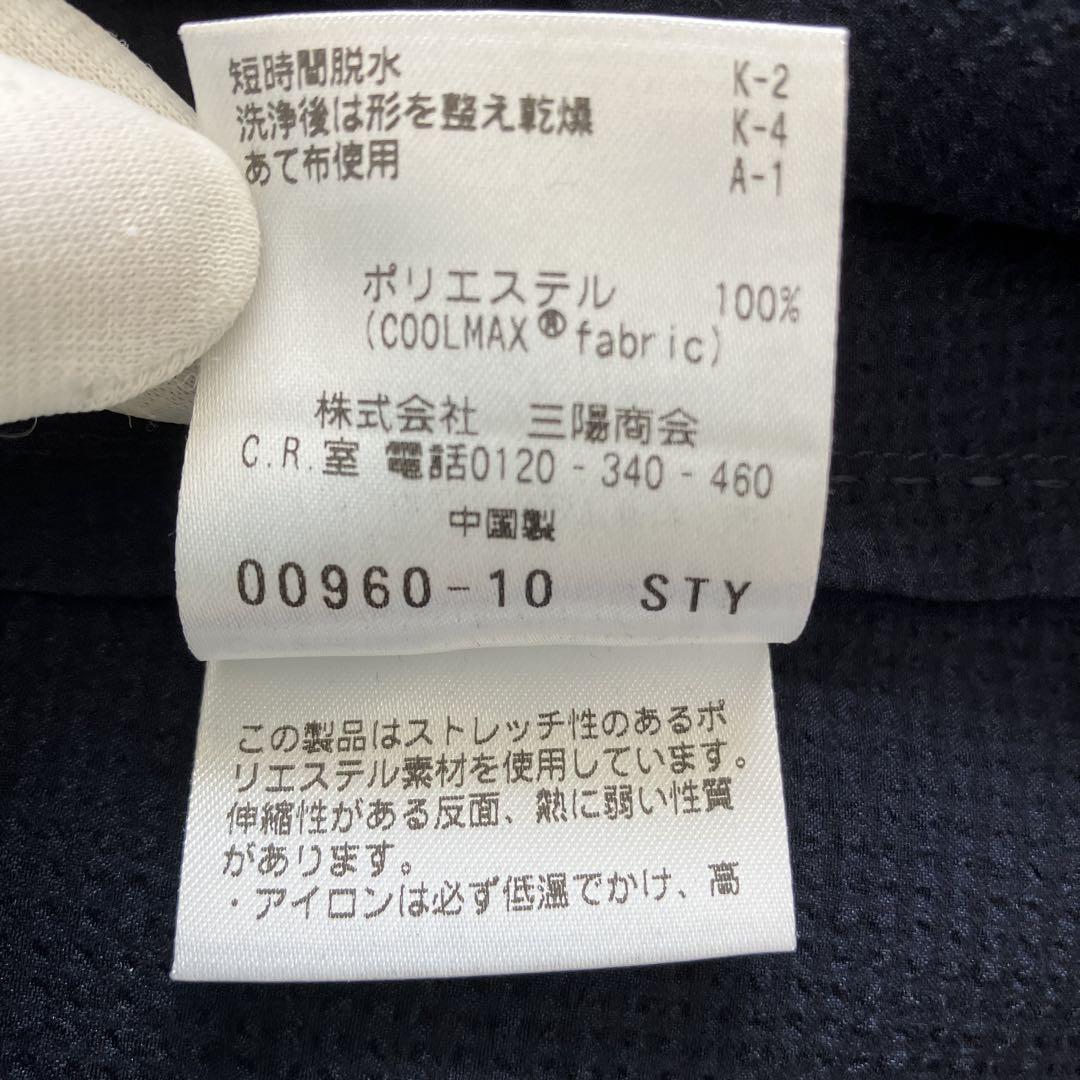 短時間脱水 K-2
洗浄後は形を整え乾燥 K-4
あて布使用 A-1
ポリエステル 100%
(COOLMAX®fabric)
株式会社 三陽商会
C.R.室 電話0120-340-460
中国製
00960-10 STY
この製品はストレッチ性のあるポ
リエステル素材を使用しています。
伸縮性がある反面、熱に弱い性質
があります。
・アイロンは必ず低温でかけ、高